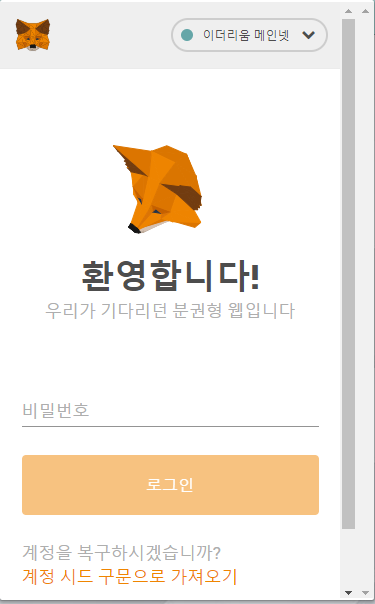 이더리움 메인넷
환영합니다!
우리가 기다리던 분권형 웹입니다
비밀번호
로그인
계정을 복구하시겠습니까?
계정 시드 구문으로 가져오기